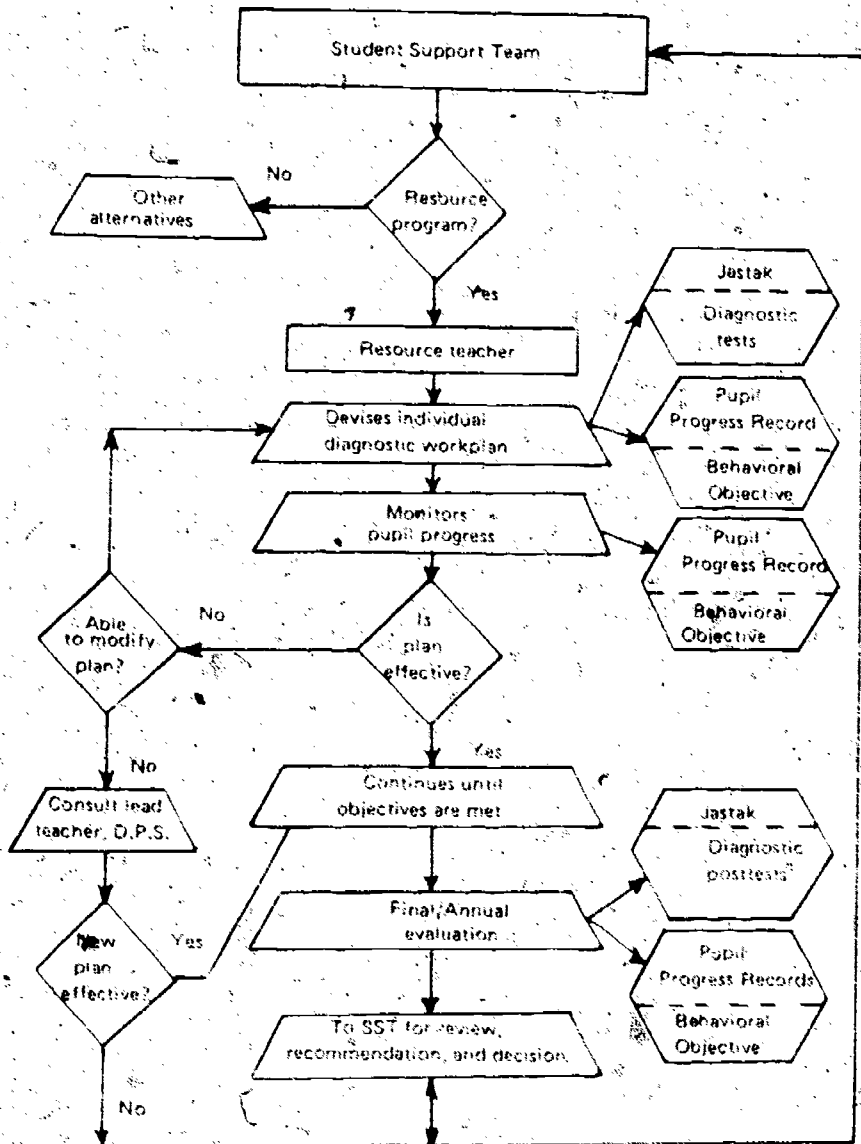 Student Support Team
No
Other
alternatives
Resource
program?
Yes
Resource teacher
Jastak
Diagnostic
tests
Devises individual
diagnostic workplan
Pupil
Progress Record
Behavioral
Objective
Monitors
pupil progress
Pupil
Progress Record
Behavioral
Objective
Able
to modify
plan?
No
Is
plan
effective?
No
Yes
Consult lead
teacher, D.P.S.
Continues until
objectives are met
Jastak
Diagnostic
posttests
New
plan
effective?
Yes
Final/Annual
evaluation
Pupil
Progress Records
Behavioral
Objective
To SST for review,
recommendation, and decision
No